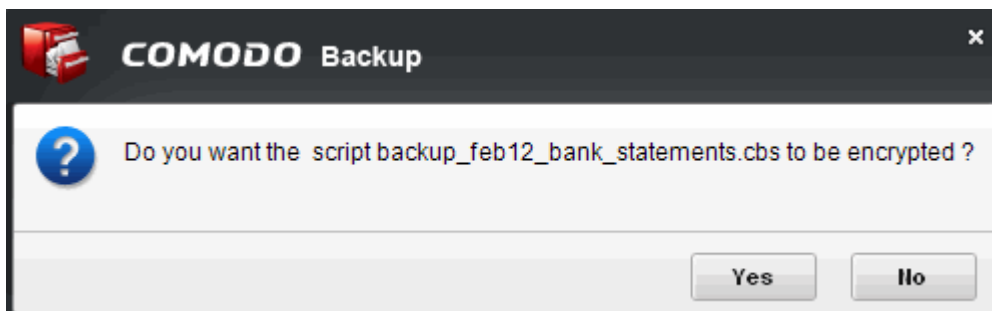 COMODO Backup
Do you want the script backup_feb12_bank_statements.cbs to be encrypted ?
Yes No